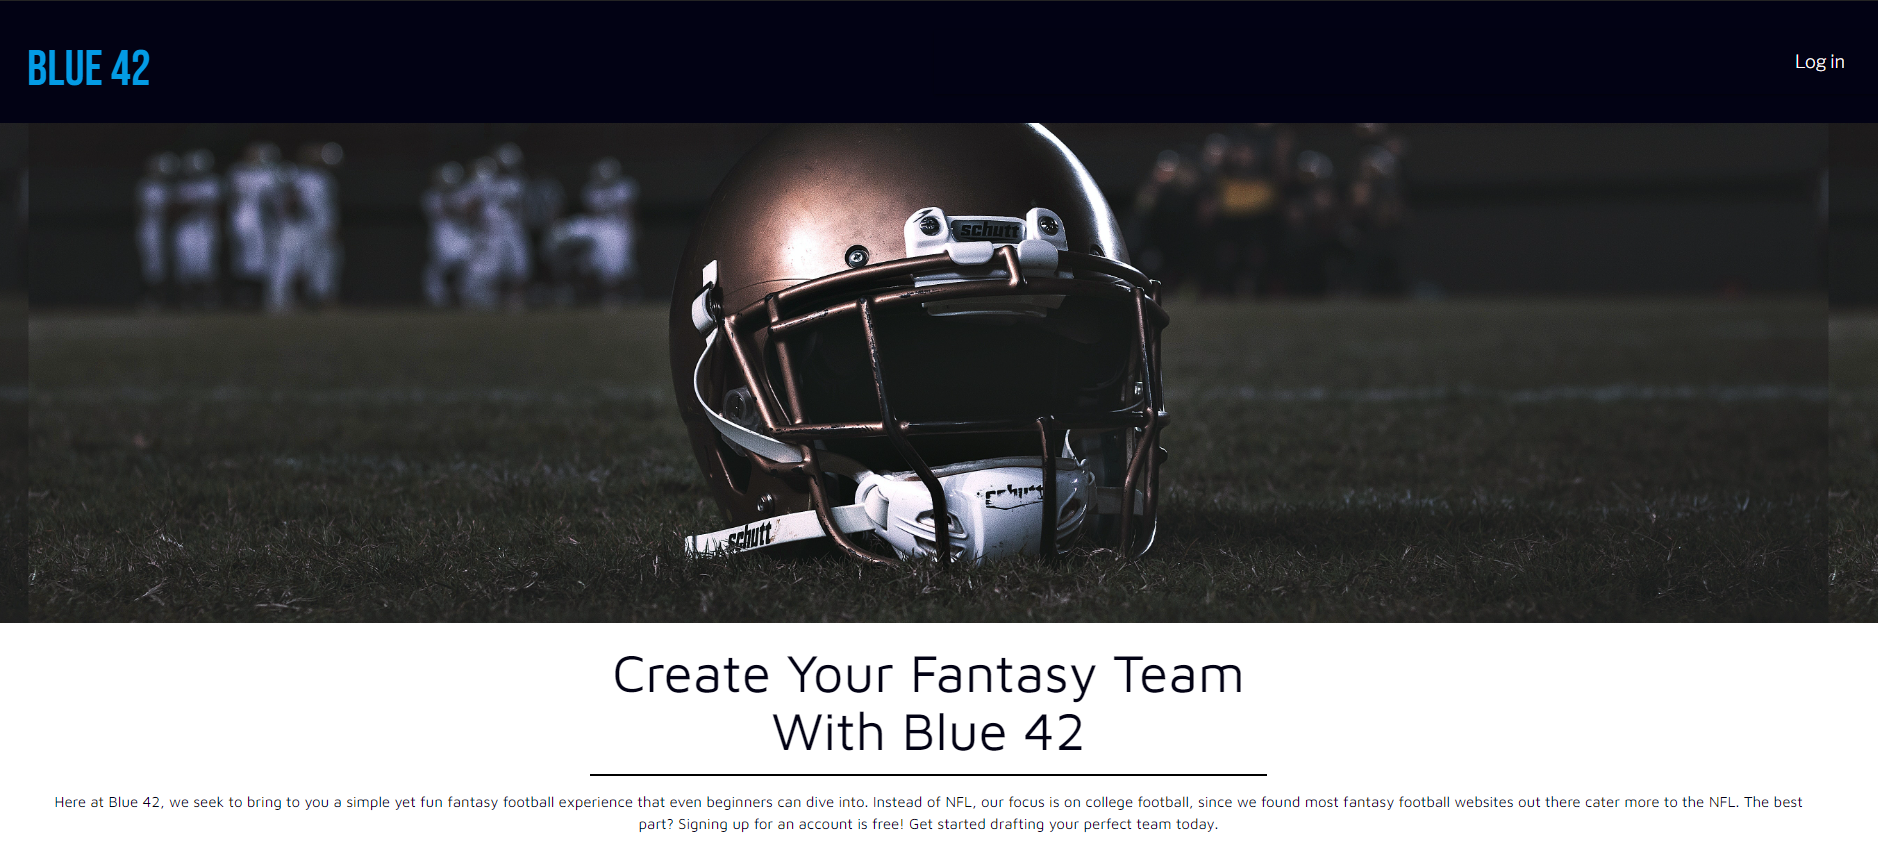 BLUE 42
Log in
schutt
schutt
schutt
Create Your Fantasy Team
With Blue 42
Here at Blue 42, we seek to bring to you a simple yet fun fantasy football experience that even beginners can dive into. Instead of NFL, our focus is on college football, since we found most fantasy football websites out there cater more to the NFL. The best
part? Signing up for an account is free! Get started drafting your perfect team today.